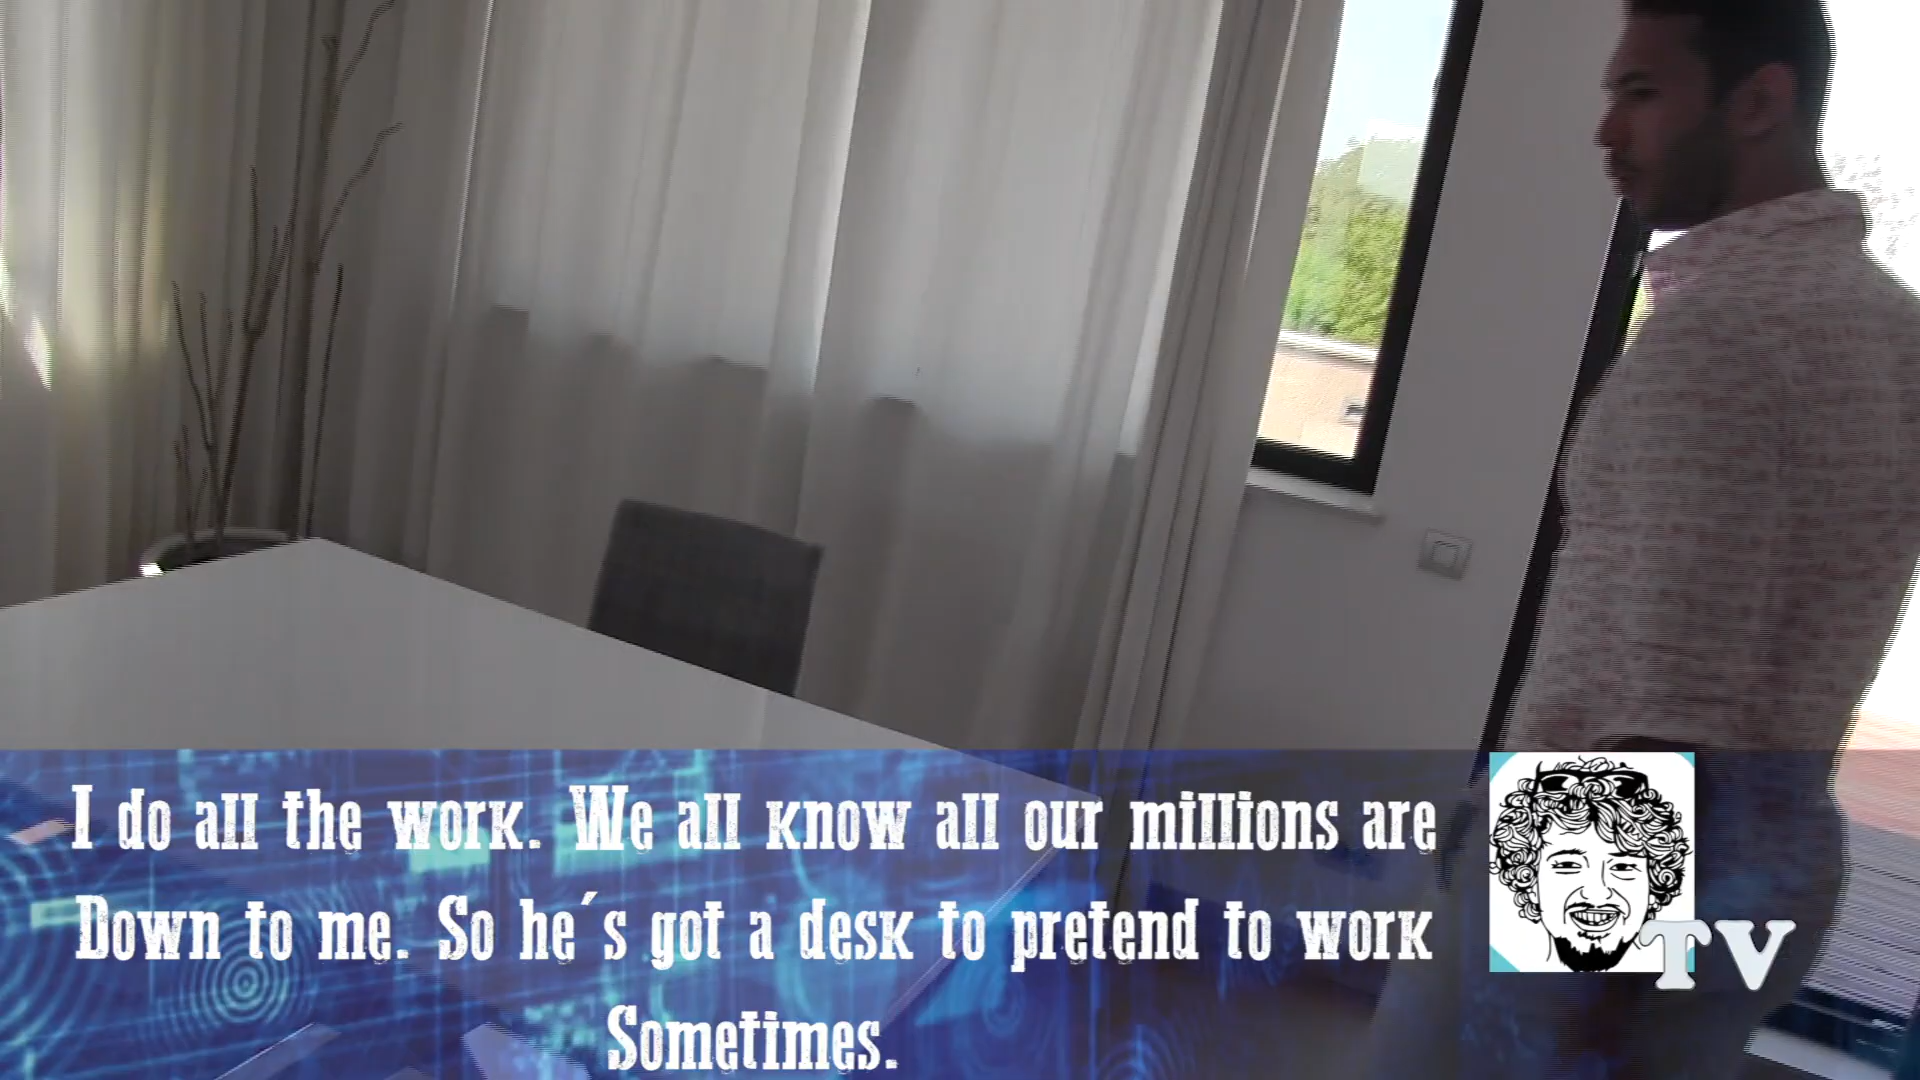 I do all the work. We all know all our millions are
Down to me. So he´s got a desk to pretend to work
Sometimes.
TV